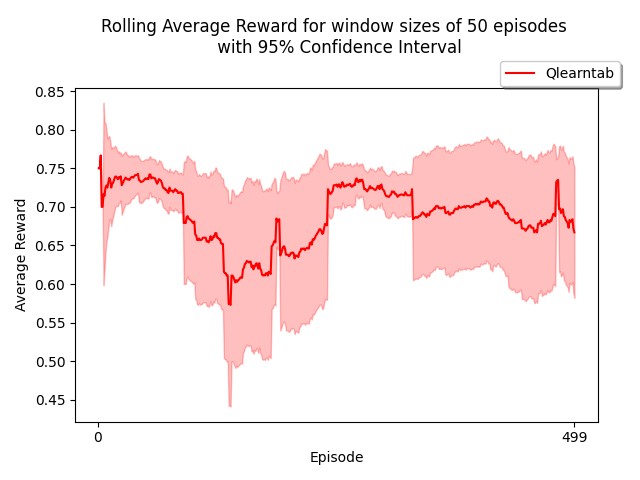 Rolling Average Reward for window sizes of 50 episodes
with 95% Confidence Interval
Qlearntab
0.85
0.80
0.75
0.70
0.65
0.60
0.55
0.50
0.45
Average Reward
0
499
Episode